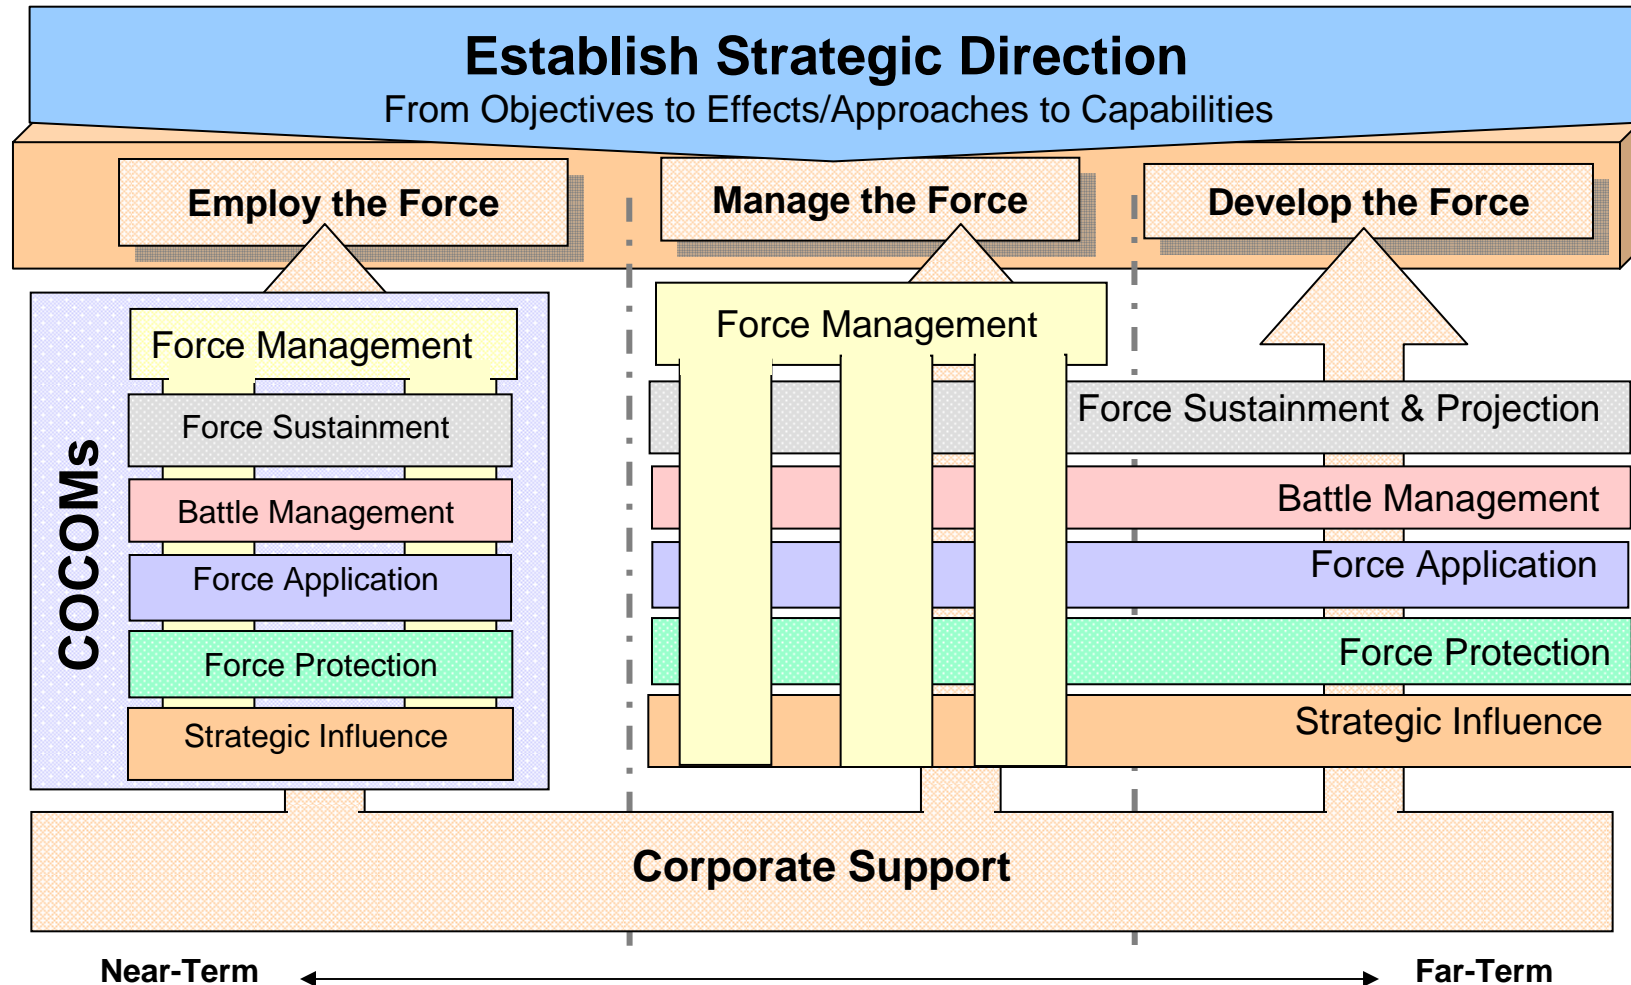 Establish Strategic Direction
From Objectives to Effects/Approaches to Capabilities
Employ the Force
Manage the Force
Develop the Force
COCOMs
Force Management
Force Sustainment
Battle Management
Force Application
Force Protection
Strategic Influence
Force Management
Force Sustainment & Projection
Battle Management
Force Application
Force Protection
Strategic Influence
Corporate Support
Near-Term
Far-Term